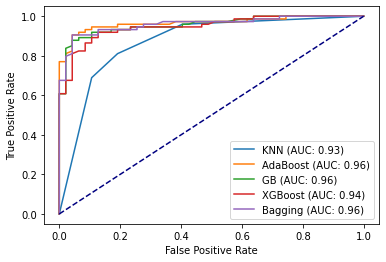 1.0
0.8
0.6
0.4
0.2
0.0
True Positive Rate
KNN (AUC: 0.93)
AdaBoost (AUC: 0.96)
GB (AUC: 0.96)
XGBoost (AUC: 0.94)
Bagging (AUC: 0.96)
0.0 0.2 0.4 0.6 0.8 1.0
False Positive Rate